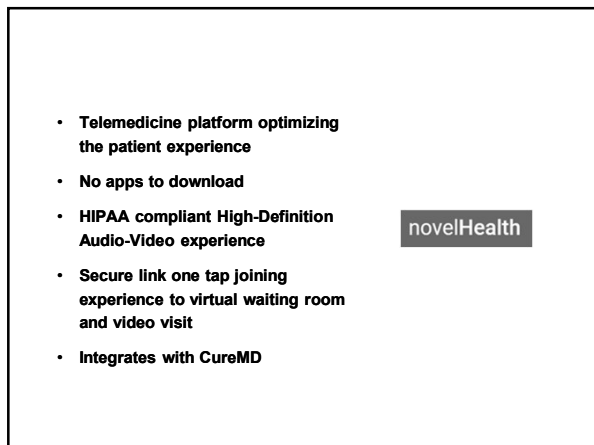 • Telemedicine platform optimizing
the patient experience
• No apps to download
• HIPAA compliant High-Definition
Audio-Video experience
• Secure link one tap joining
experience to virtual waiting room
and video visit
• Integrates with CureMD
novelHealth